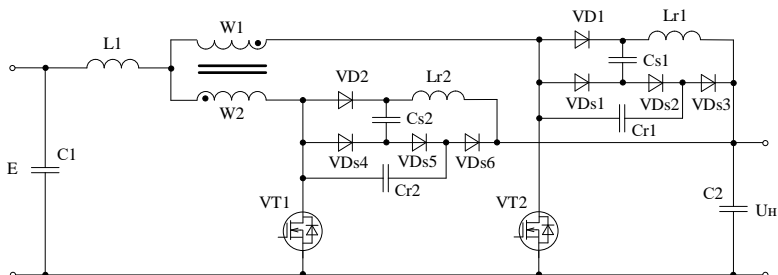 L1
W1
W2
VD1
Lr1
Cs1
VDs1
VDs2
VDs3
Cr1
VD2
Lr2
Cs2
VDs4
VDs5
VDs6
Cr2
E
C1
VT1
VT2
C2
Uн